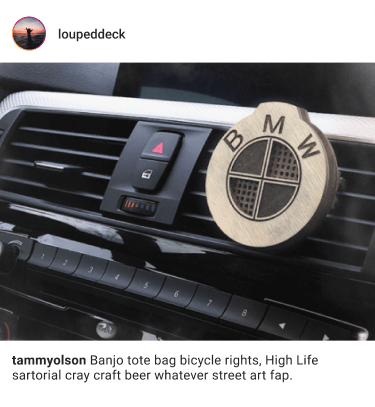 loupeddeck
BMW
1 2 3 4 5 6 7 8
tammyolson Banjo tote bag bicycle rights, High Life
sartorial cray craft beer whatever street art fap.